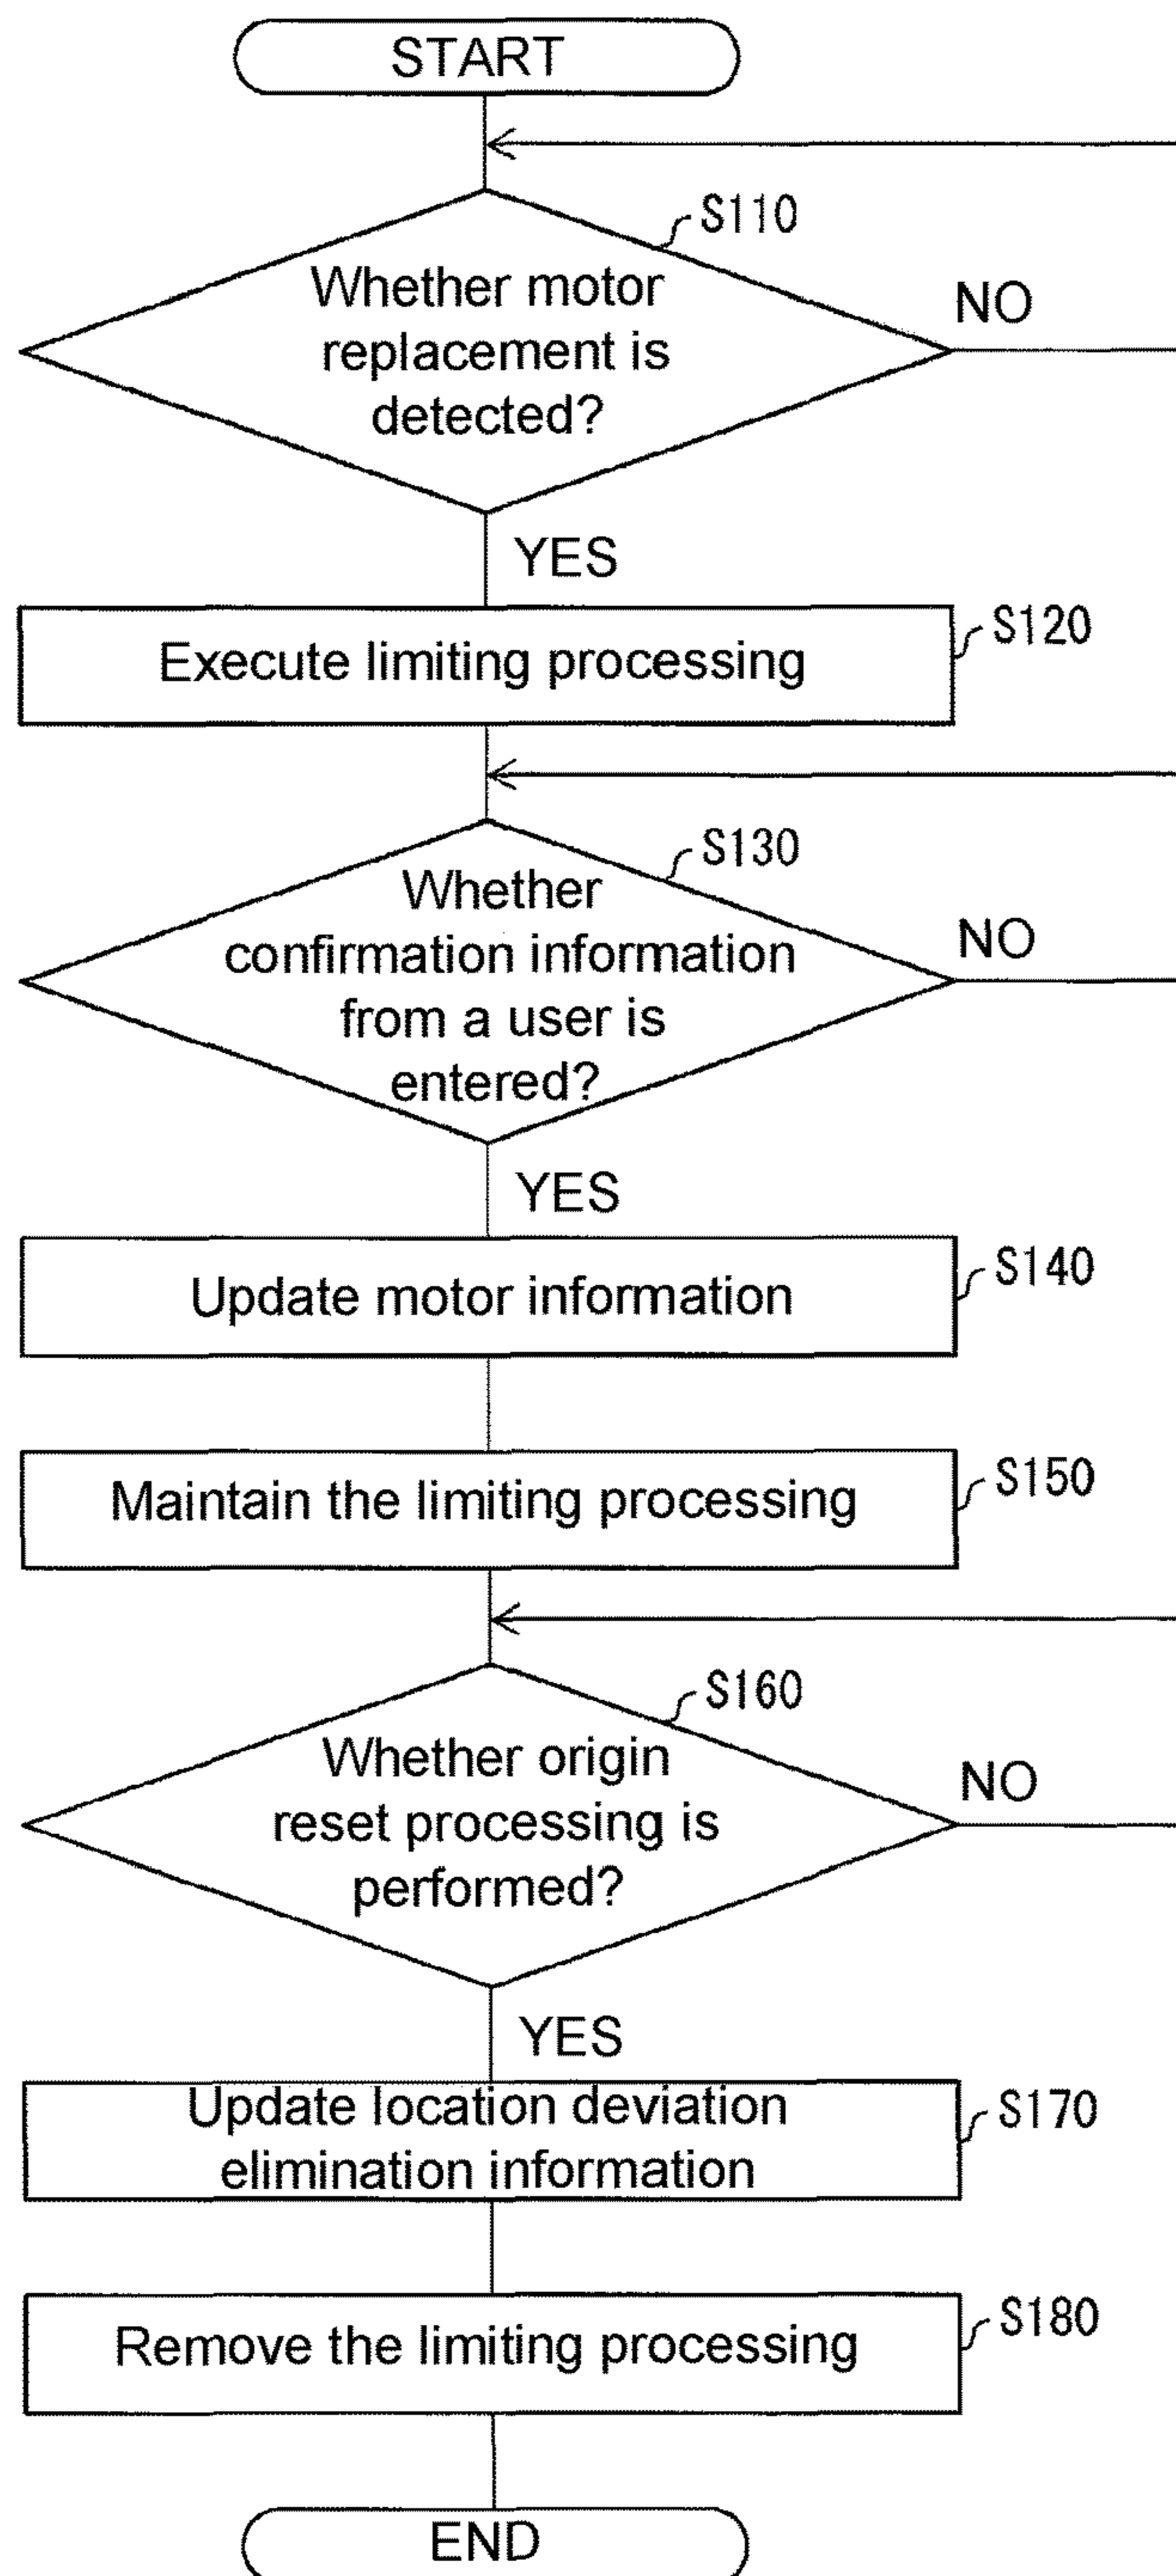 START
S110
Whether motor
replacement is
detected?
NO
YES
S120
Execute limiting processing
S130
Whether
confirmation information
from a user is
entered?
NO
YES
S140
Update motor information
S150
Maintain the limiting processing
S160
Whether origin
reset processing is
performed?
NO
YES
S170
Update location deviation
elimination information
S180
Remove the limiting processing
END